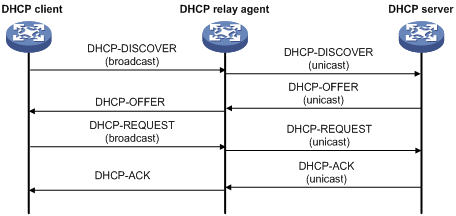 DHCP client
DHCP relay agent
DHCP server
DHCP-DISCOVER
(broadcast)
DHCP-DISCOVER
(unicast)
DHCP-OFFER
(unicast)
DHCP-OFFER
DHCP-REQUEST
(broadcast)
DHCP-REQUEST
(unicast)
DHCP-ACK
(unicast)
DHCP-ACK